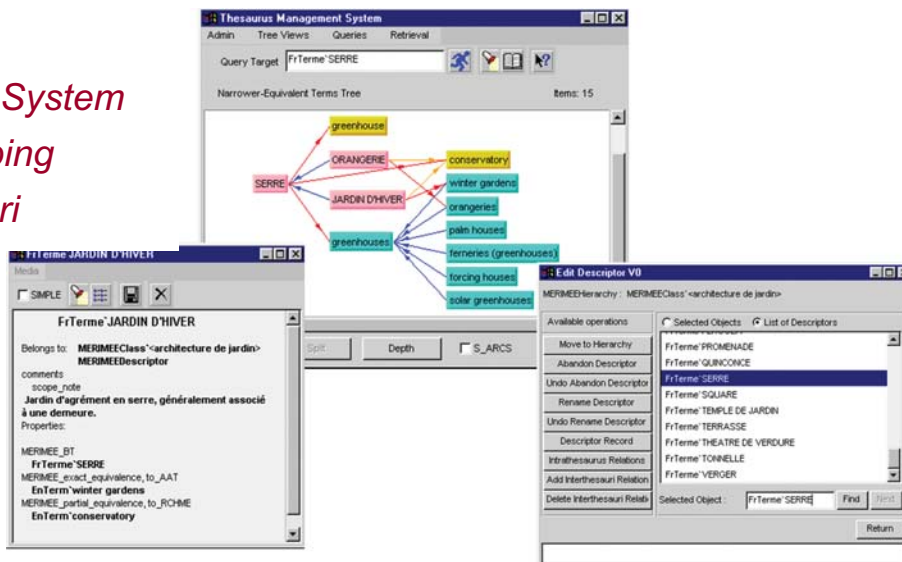 System
ri
Thesaurus Management System
Admin Tree Views Queries Retrieval
Query Target FrTerme`SERRE
Narrower-Equivalent Terms Tree Items: 15
greenhouse
ORANGERIE
conservatory
SERRE
winter gardens
JARDIN D'HIVER
orangeries
palm houses
greenhouses
ferneries (greenhouses)
forcing houses
solar greenhouses
Split Depth S_ARCS
FrTerme JARDIN D'HIVER
Media
SIMPLE
FrTerme`JARDIN D'HIVER
Belongs to: MERIMEEClass`<architecture de jardin>
MERIMEEDescriptor
comments
scope_note
Jardin d'agrément en serre, généralement associé
à une demeure.
Properties:
MERIMEE_BT
FrTerme`SERRE
MERIMEE_exact_equivalence, to_AAT
EnTerm`winter gardens
MERIMEE_partial_equivalence, to_RCHME
EnTerm`conservatory
Edit Descriptor V0
MERIMEEHierarchy : MERIMEEClass`<architecture de jardin>
Available operations
Selected Objects List of Descriptors
Move to Hierarchy
Abandon Descriptor
Undo Abandon Descriptor
Rename Descriptor
Undo Rename Descriptor
Descriptor Record
Intrathesaurus Relations
Add Interthesauri Relation
Delete Interthesauri Relati
FrTerme`PROMENADE
FrTerme`QUINCONCE
FrTerme`SERRE
FrTerme`SQUARE
FrTerme`TEMPLE DE JARDIN
FrTerme`TERRASSE
FrTerme`THEATRE DE VERDURE
FrTerme`TONNELLE
FrTerme`VERGER
Selected Object : FrTerme`SERRE Find Next
Return